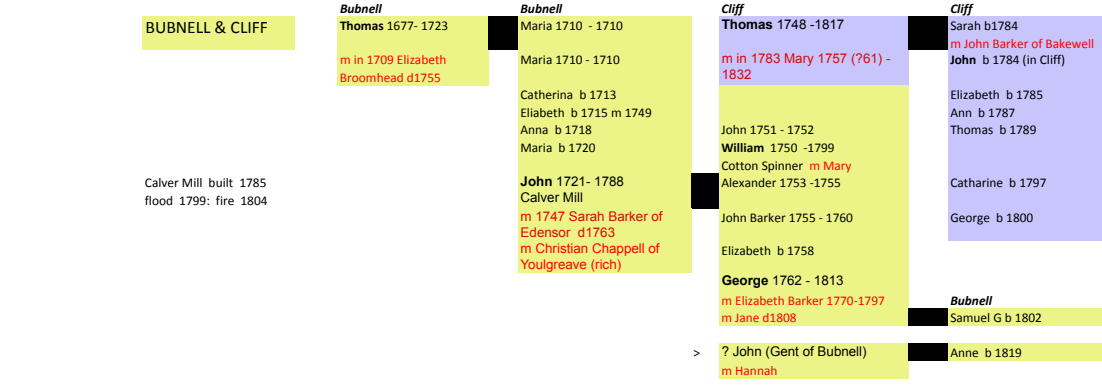 BUBNELL & CLIFF
Calver Mill built 1785
flood 1799: fire 1804
Bubnell
Thomas 1677- 1723
m in 1709 Elizabeth
Broomhead d1755
Bubnell
Maria 1710 - 1710
Maria 1710 - 1710
Catherina b 1713
Eliabeth b 1715 m 1749
Anna b 1718
Maria b 1720
John 1721- 1788
Calver Mill
m 1747 Sarah Barker of
Edensor d1763
m Christian Chappell of
Youlgreave (rich)
Cliff
Thomas 1748 -1817
m in 1783 Mary 1757 (?61) -
1832
John 1751 - 1752
William 1750 -1799
Cotton Spinner m Mary
Alexander 1753 -1755
John Barker 1755 - 1760
Elizabeth b 1758
George 1762 - 1813
m Elizabeth Barker 1770-1797
m Jane d1808
> ? John (Gent of Bubnell)
m Hannah
Cliff
Sarah b1784
m John Barker of Bakewell
John b 1784 (in Cliff)
Elizabeth b 1785
Ann b 1787
Thomas b 1789
Catharine b 1797
George b 1800
Bubnell
Samuel G b 1802
Anne b 1819